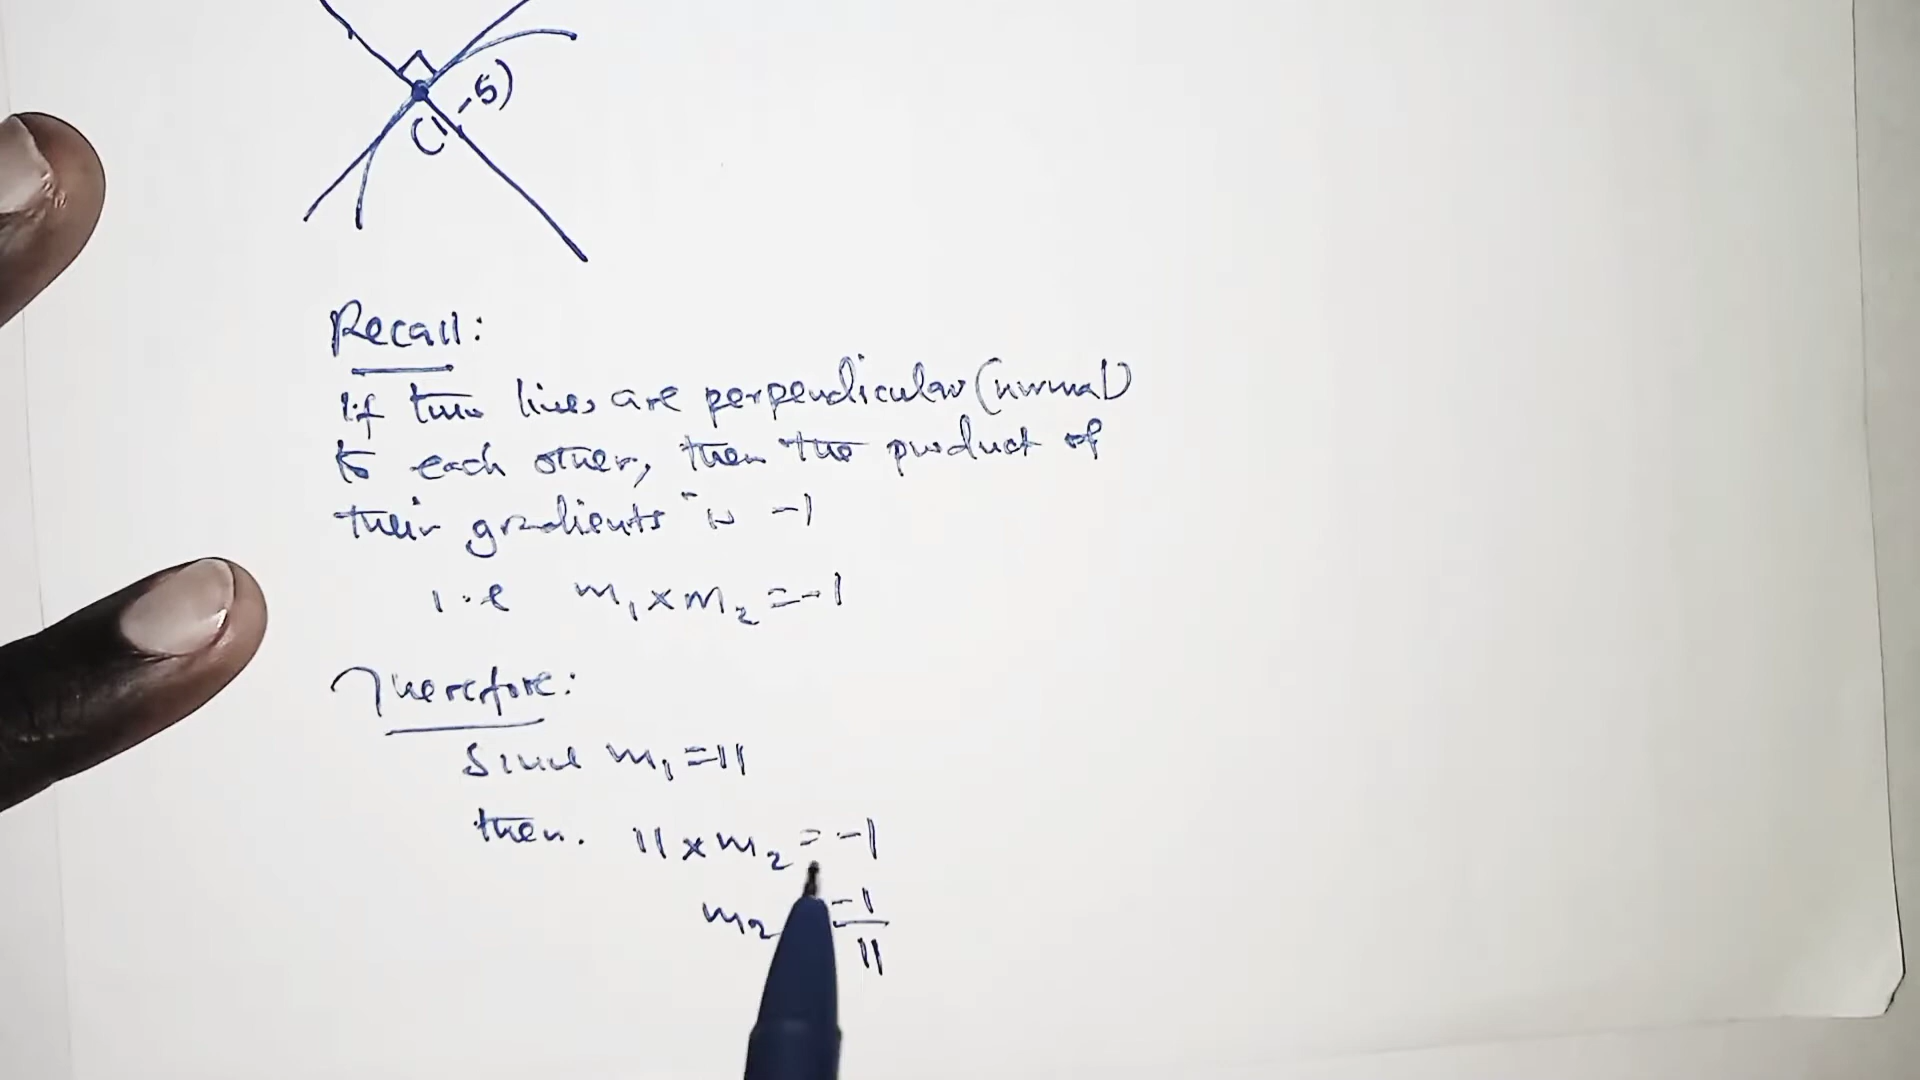 (1, -5)
Recall:
If two lines are perpendicular (normal)
to each other, then the product of
their gradients is -1
i.e m₁ x m₂ = -1
Therefore:
Since m₁ = 11
then. 11 x m₂ = -1
m₂ -1/11